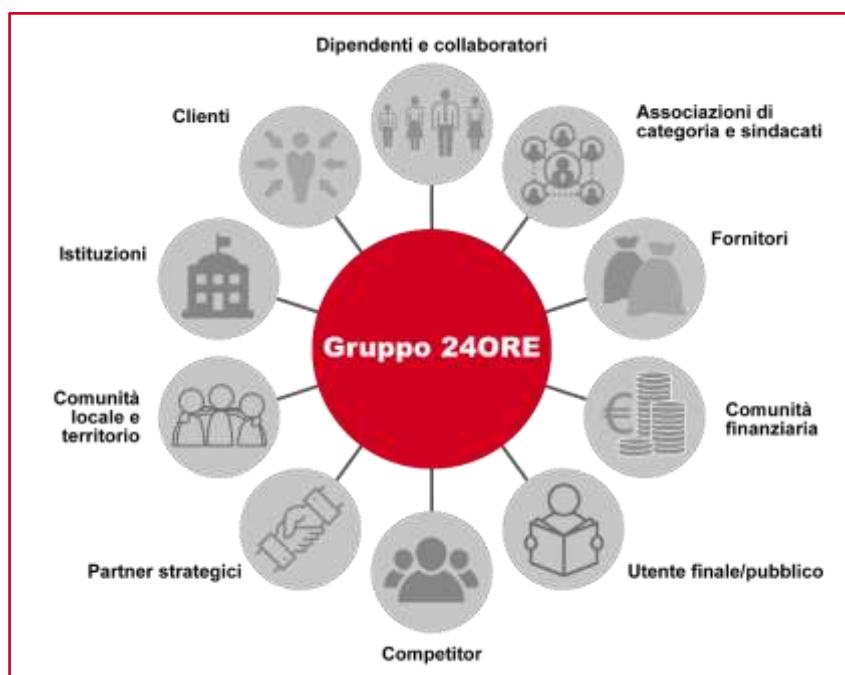 Dipendenti e collaboratori
Clienti
Associazioni di
categoria e sindacati
Istituzioni
Fornitori
Gruppo 24ORE
Comunità
locale e
territorio
Comunità
finanziaria
Partner strategici
Utente finale/pubblico
Competitor